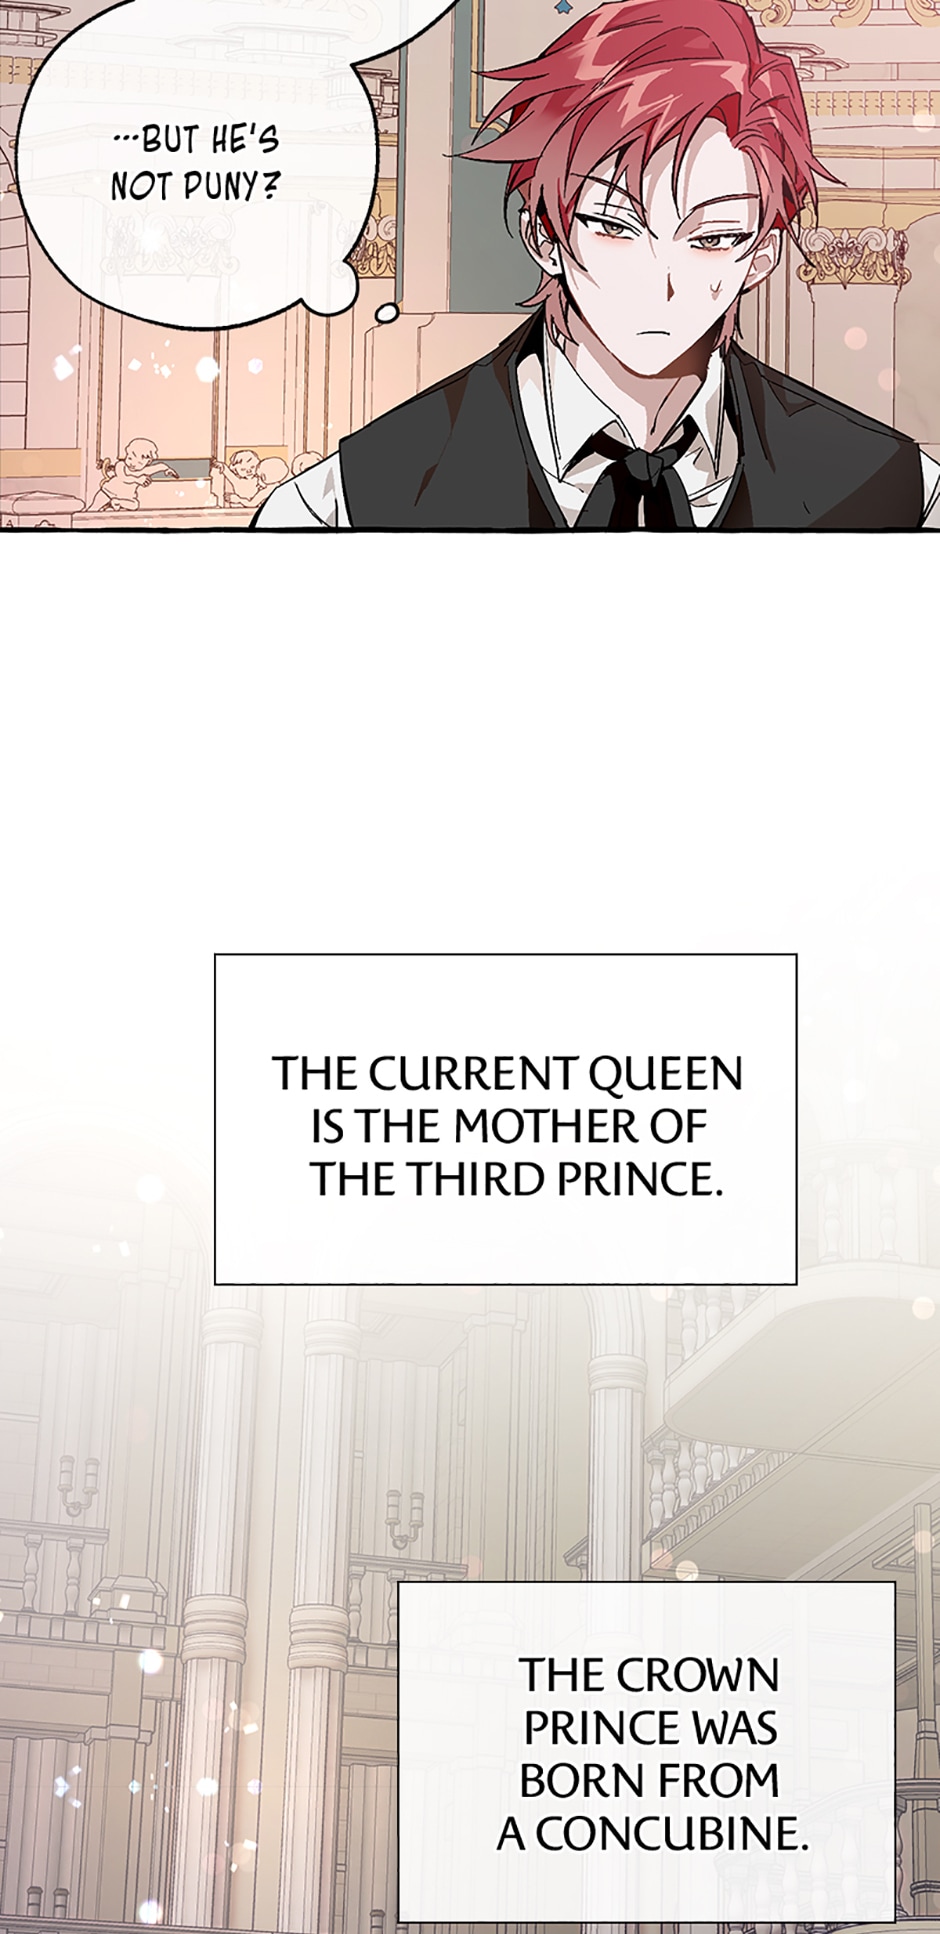 ...BUT HE'S
NOT PUNY?
THE CURRENT QUEEN
IS THE MOTHER OF
THE THIRD PRINCE.
THE CROWN
PRINCE WAS
BORN FROM
A CONCUBINE.